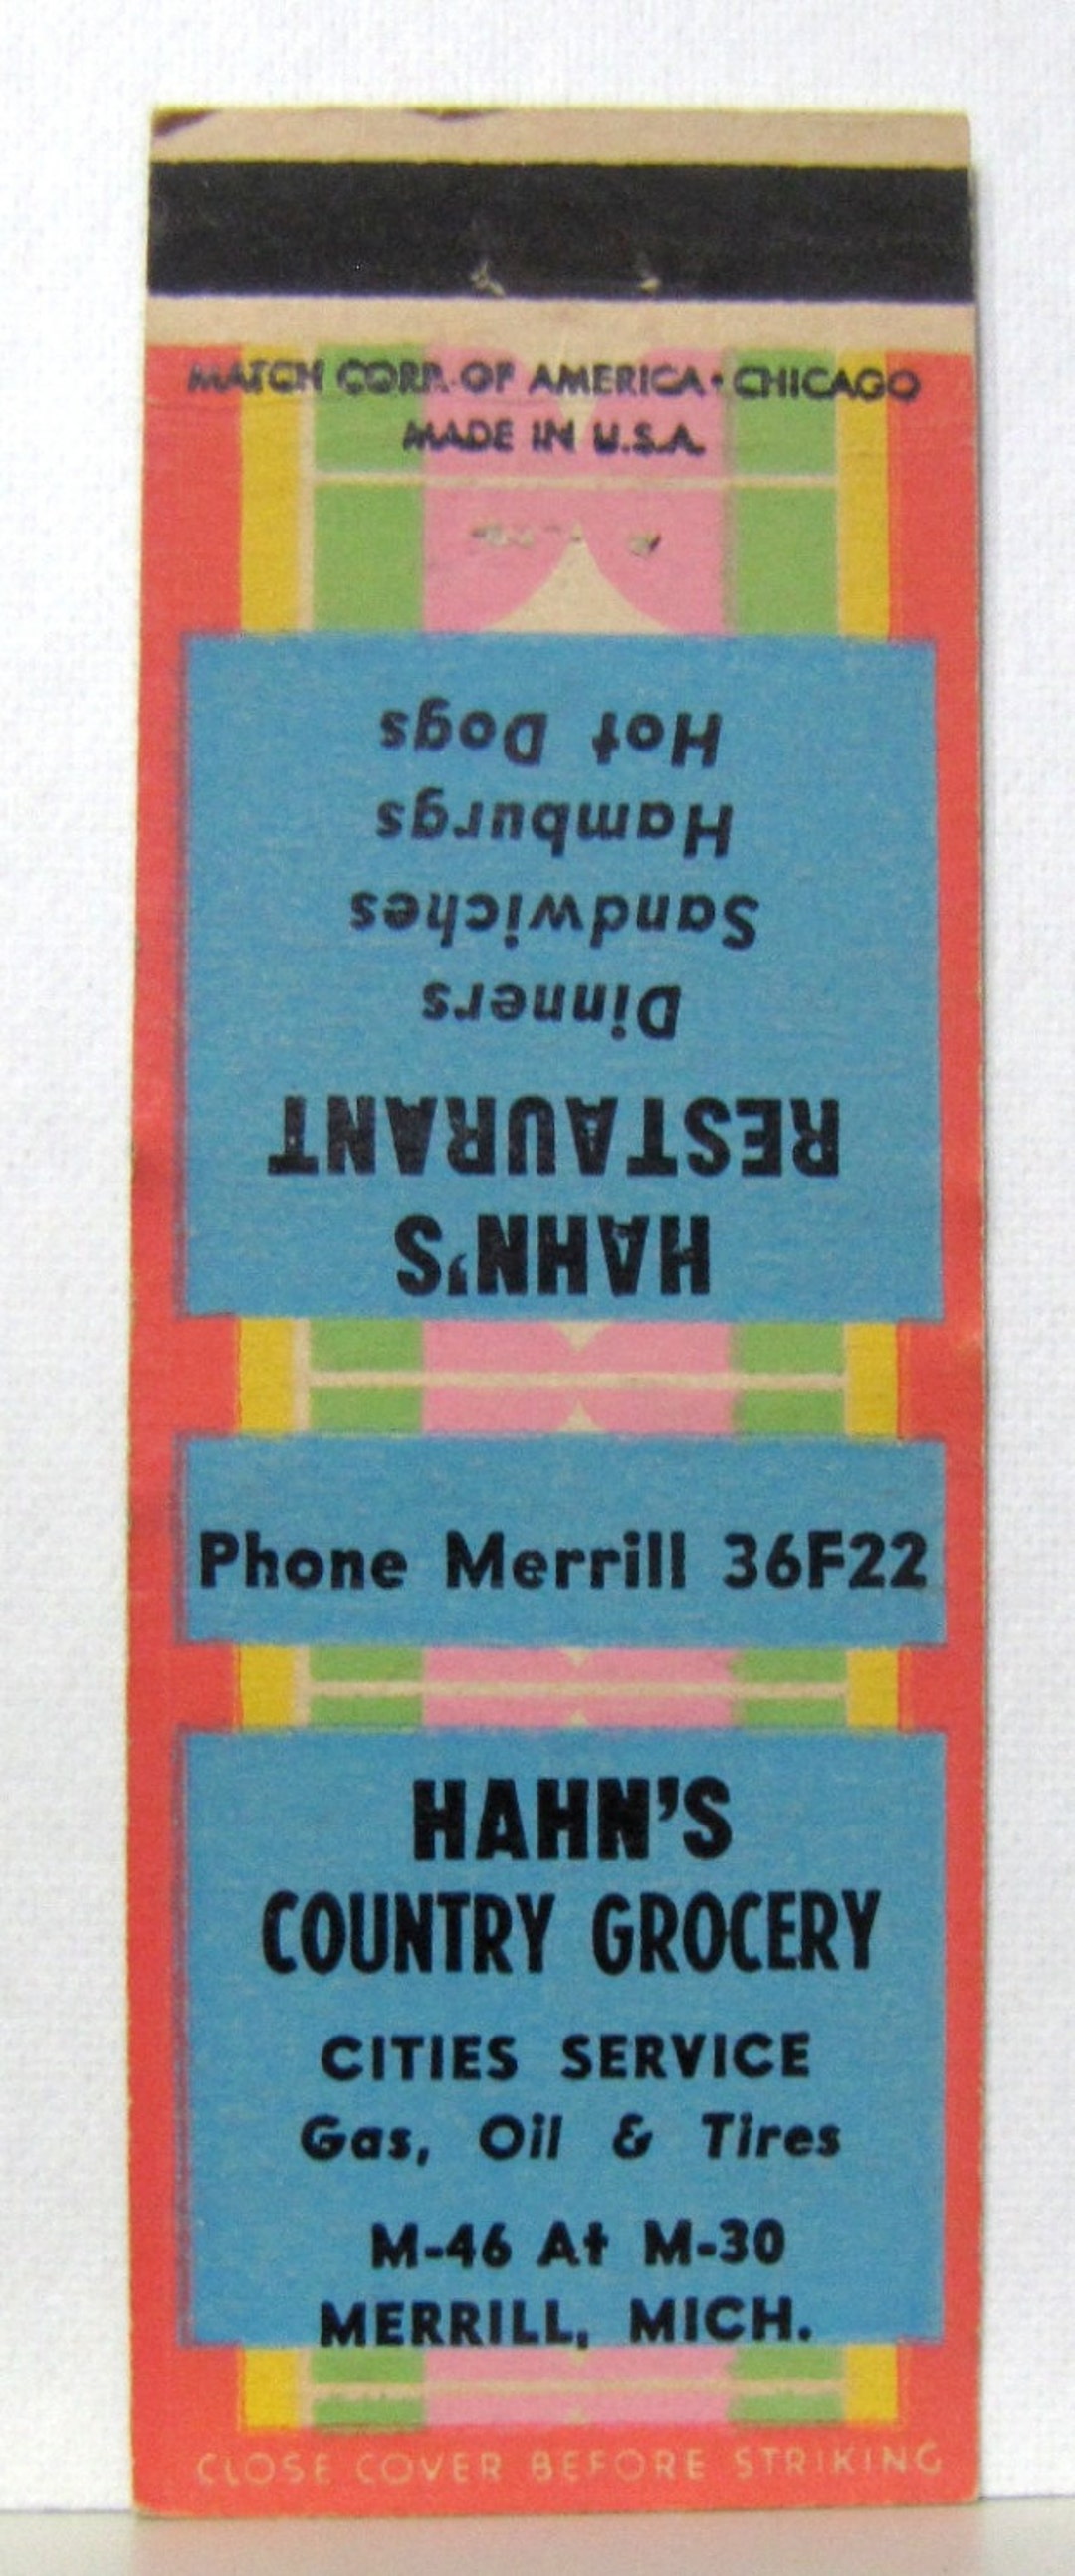 MATCH CORP. OF AMERICA • CHICAGO
MADE IN U.S.A.
HAHN'S
RESTAURANT
Dinners
Sandwiches
Hamburgs
Hot Dogs
Phone Merrill 36F22
HAHN'S
COUNTRY GROCERY
CITIES SERVICE
Gas, Oil & Tires
M-46 At M-30
MERRILL, MICH.
CLOSE COVER BEFORE STRIKING